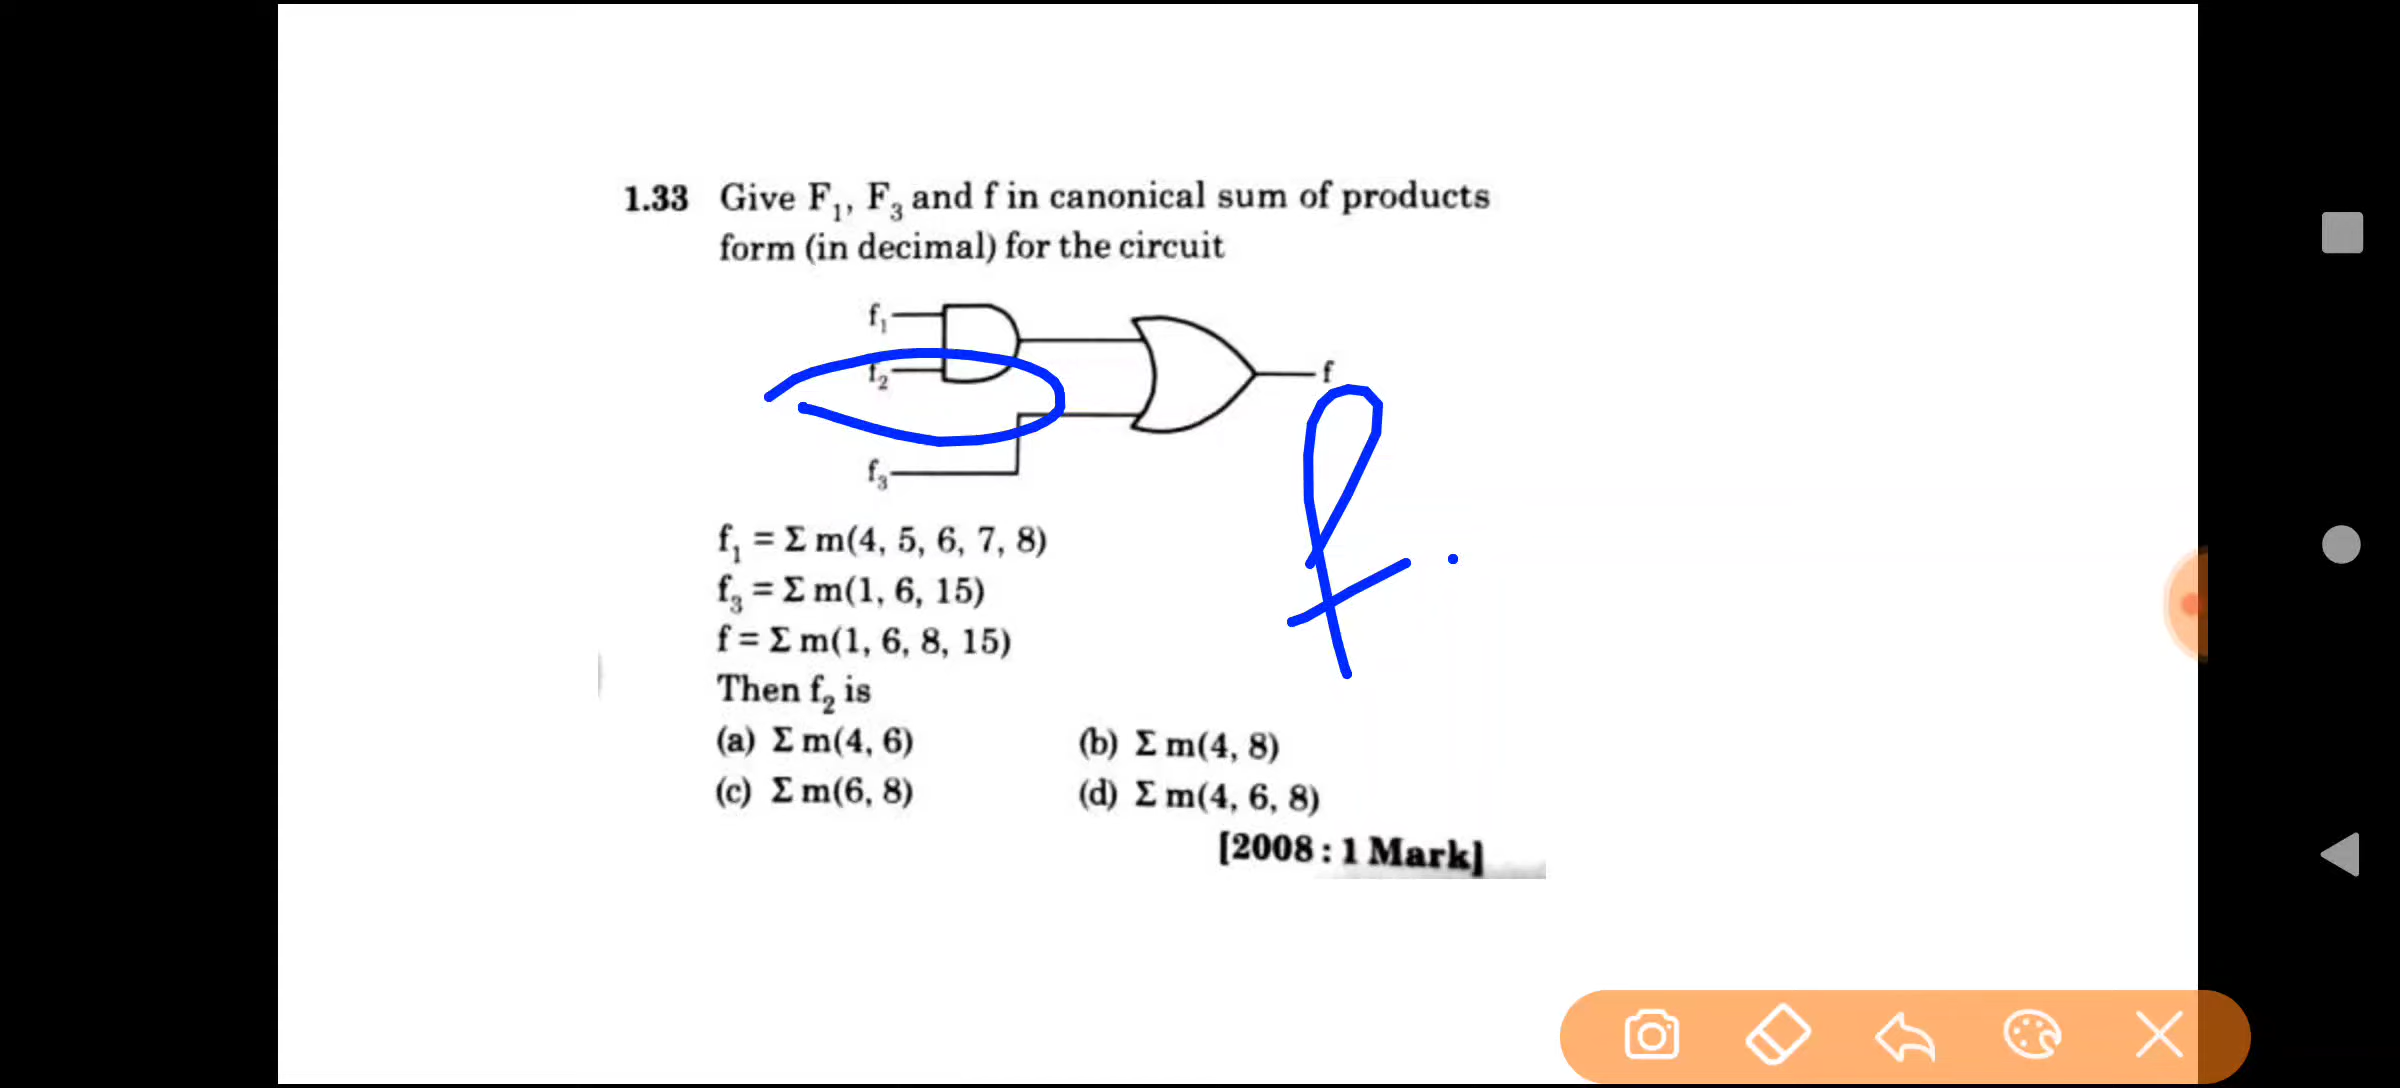 1.33 Give F₁, F₃ and f in canonical sum of products
form (in decimal) for the circuit
f₁
f₂
f
f₃
f₁ = Σ m(4, 5, 6, 7, 8)
f₃ = Σ m(1, 6, 15)
f = Σ m(1, 6, 8, 15)
Then f₂ is
(a) Σ m(4, 6) (b) Σ m(4, 8)
(c) Σ m(6, 8) (d) Σ m(4, 6, 8)
[2008 : 1 Mark]
f.